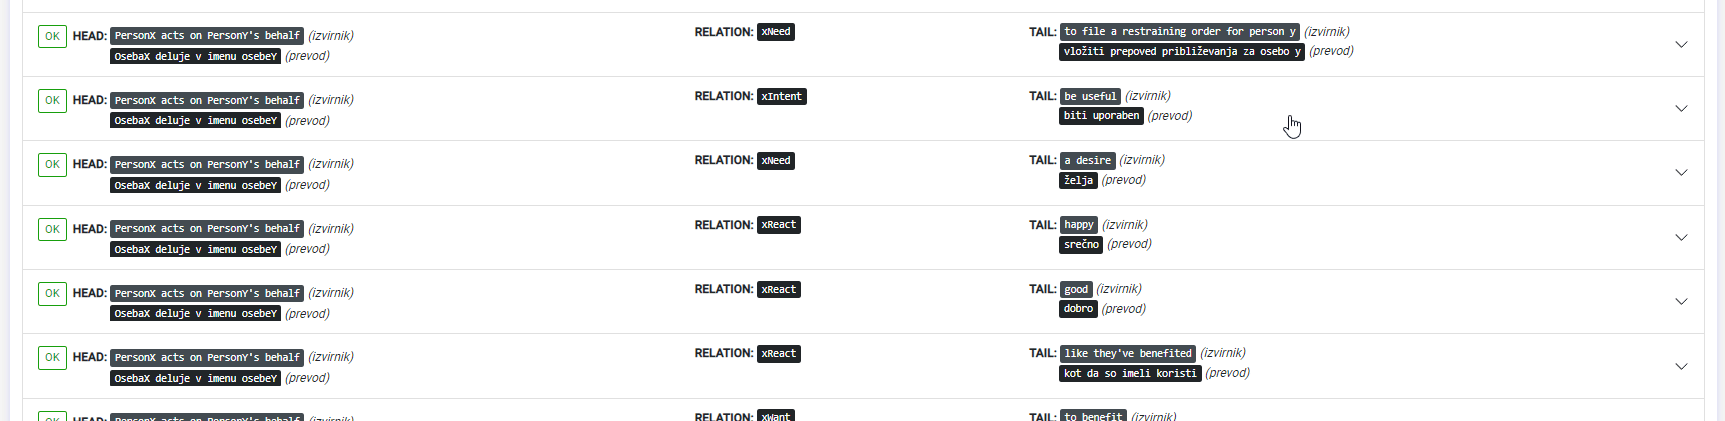 OK HEAD: PersonX acts on PersonY's behalf (izvirnik) RELATION: xNeed TAIL: to file a restraining order for person y (izvirnik)
OsebaX deluje v imenu osebeY (prevod) vložiti prepoved približevanja za osebo y (prevod)
OK HEAD: PersonX acts on PersonY's behalf (izvirnik) RELATION: xIntent TAIL: be useful (izvirnik)
OsebaX deluje v imenu osebeY (prevod) biti uporaben (prevod)
OK HEAD: PersonX acts on PersonY's behalf (izvirnik) RELATION: xNeed TAIL: a desire (izvirnik)
OsebaX deluje v imenu osebeY (prevod) želja (prevod)
OK HEAD: PersonX acts on PersonY's behalf (izvirnik) RELATION: xReact TAIL: happy (izvirnik)
OsebaX deluje v imenu osebeY (prevod) srečno (prevod)
OK HEAD: PersonX acts on PersonY's behalf (izvirnik) RELATION: xReact TAIL: good (izvirnik)
OsebaX deluje v imenu osebeY (prevod) dobro (prevod)
OK HEAD: PersonX acts on PersonY's behalf (izvirnik) RELATION: xReact TAIL: like they've benefited (izvirnik)
OsebaX deluje v imenu osebeY (prevod) kot da so imeli koristi (prevod)
OK HEAD: PersonX acts on PersonY's behalf (izvirnik) RELATION: xWant TAIL: to benefit (izvirnik)